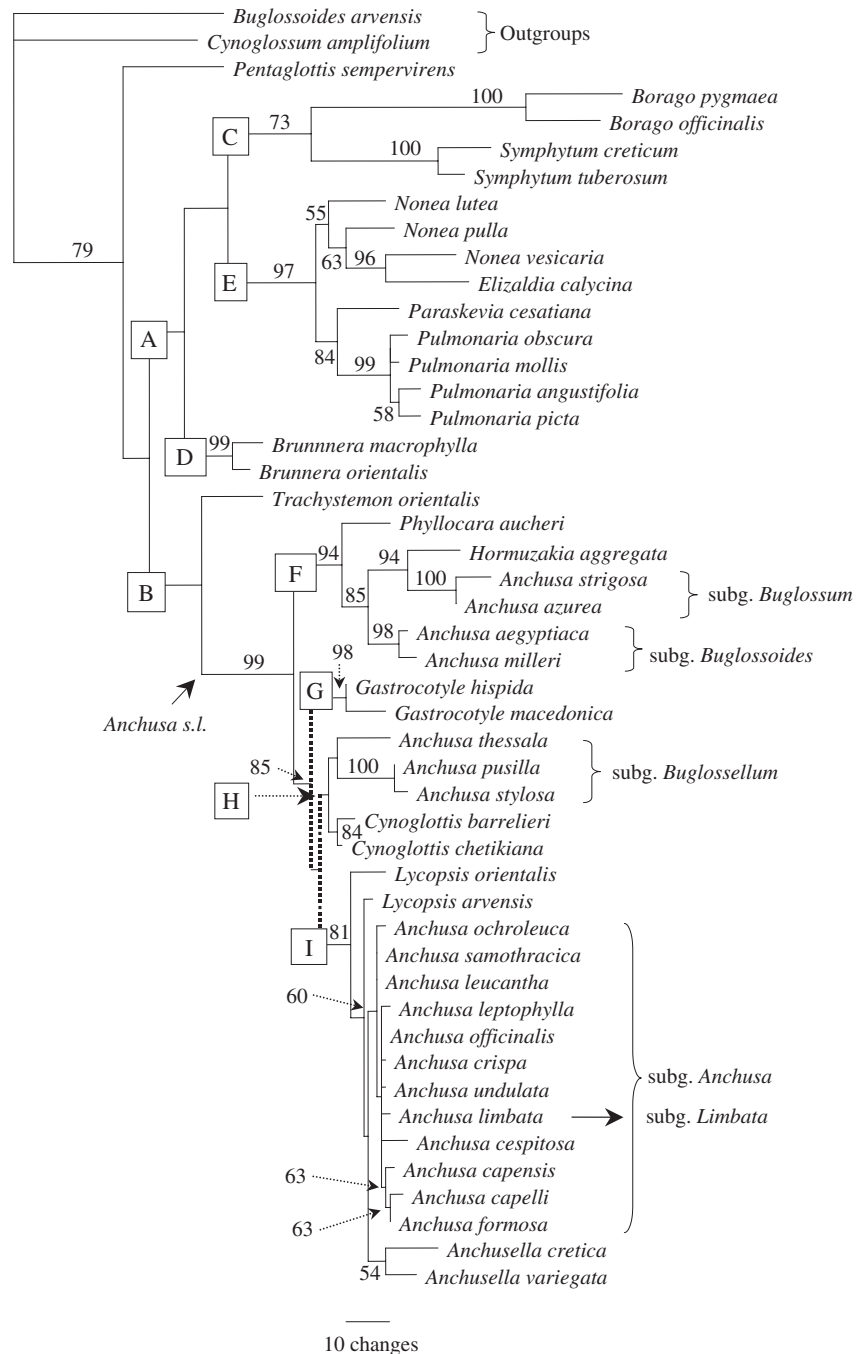 Buglossoides arvensis
Cynoglossum amplifolium
Outgroups
Pentaglottis sempervirens
79
Borago pygmaea
100
Borago officinalis
C
73
Symphytum creticum
100
Symphytum tuberosum
Nonea lutea
55
Nonea pulla
63
Nonea vesicaria
96
Elizaldia calycina
E
97
Paraskevia cesatiana
84
Pulmonaria obscura
99
Pulmonaria mollis
Pulmonaria angustifolia
58
Pulmonaria picta
A
D
99
Brunnnera macrophylla
Brunnera orientalis
Trachystemon orientalis
B
Phyllocara aucheri
F
94
Hormuzakia aggregata
94
Anchusa strigosa
100
Anchusa azurea
subg. Buglossum
85
Anchusa aegyptiaca
98
Anchusa milleri
subg. Buglossoides
99
98
G
Gastrocotyle hispida
Gastrocotyle macedonica
Anchusa s.l.
Anchusa thessala
85
100
Anchusa pusilla
subg. Buglossellum
Anchusa stylosa
H
Cynoglottis barrelieri
84
Cynoglottis chetikiana
Lycopsis orientalis
Lycopsis arvensis
I
81
Anchusa ochroleuca
Anchusa samothracica
Anchusa leucantha
60
Anchusa leptophylla
Anchusa officinalis
Anchusa crispa
subg. Anchusa
Anchusa undulata
Anchusa limbata
subg. Limbata
Anchusa cespitosa
63
Anchusa capensis
Anchusa capelli
63
Anchusa formosa
Anchusella cretica
54
Anchusella variegata
10 changes